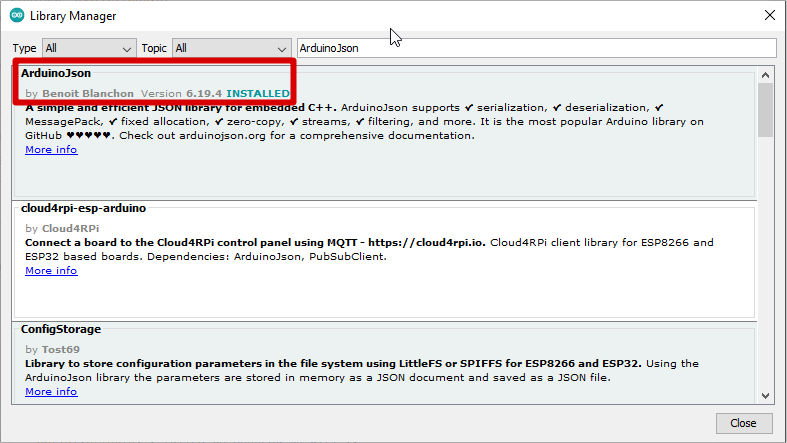 Library Manager
Type All Topic All ArduinoJson
ArduinoJson
by Benoit Blanchon Version 6.19.4 INSTALLED
A simple and efficient JSON library for embedded C++. ArduinoJson supports ✔ serialization, ✔ deserialization, ✔
MessagePack, ✔ fixed allocation, ✔ zero-copy, ✔ streams, ✔ filtering, and more. It is the most popular Arduino library on
GitHub ♥♥♥♥♥. Check out arduinojson.org for a comprehensive documentation.
More info
cloud4rpi-esp-arduino
by Cloud4RPi
Connect a board to the Cloud4RPi control panel using MQTT - https://cloud4rpi.io. Cloud4RPi client library for ESP8266 and
ESP32 based boards. Dependencies: ArduinoJson, PubSubClient.
More info
ConfigStorage
by Tost69
Library to store configuration parameters in the file system using LittleFS or SPIFFS for ESP8266 and ESP32. Using the
ArduinoJson library the parameters are stored in memory as a JSON document and saved as a JSON file.
More info
Close